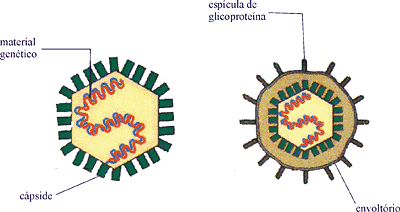 material
genético
cápside
espícula de
glicoproteína
envoltório